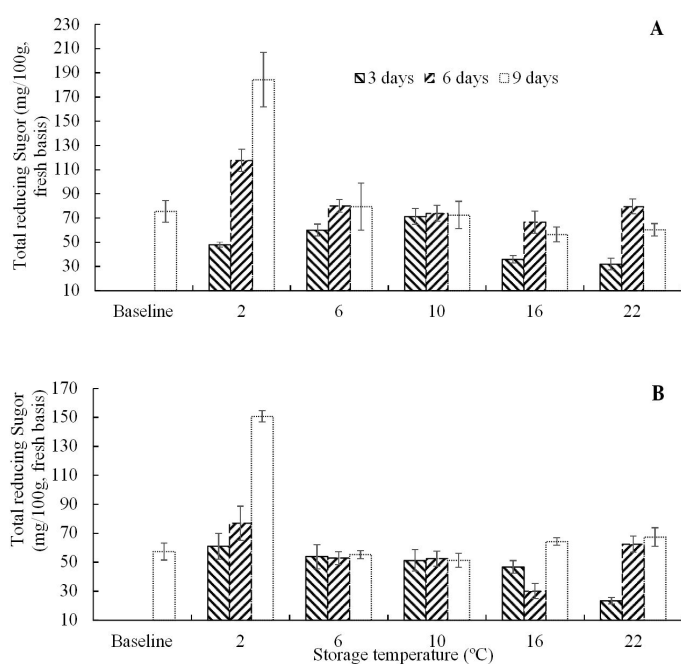 A
230
210
190
170
150
130
110
90
70
50
30
10
Total reducing Sugor (mg/100g,
fresh basis)
3 days 6 days 9 days
Baseline 2 6 10 16 22
B
170
150
130
110
90
70
50
30
10
Total reducing Sugor
(mg/100g, fresh basis)
Baseline 2 6 10 16 22
Storage temperature (ºC)